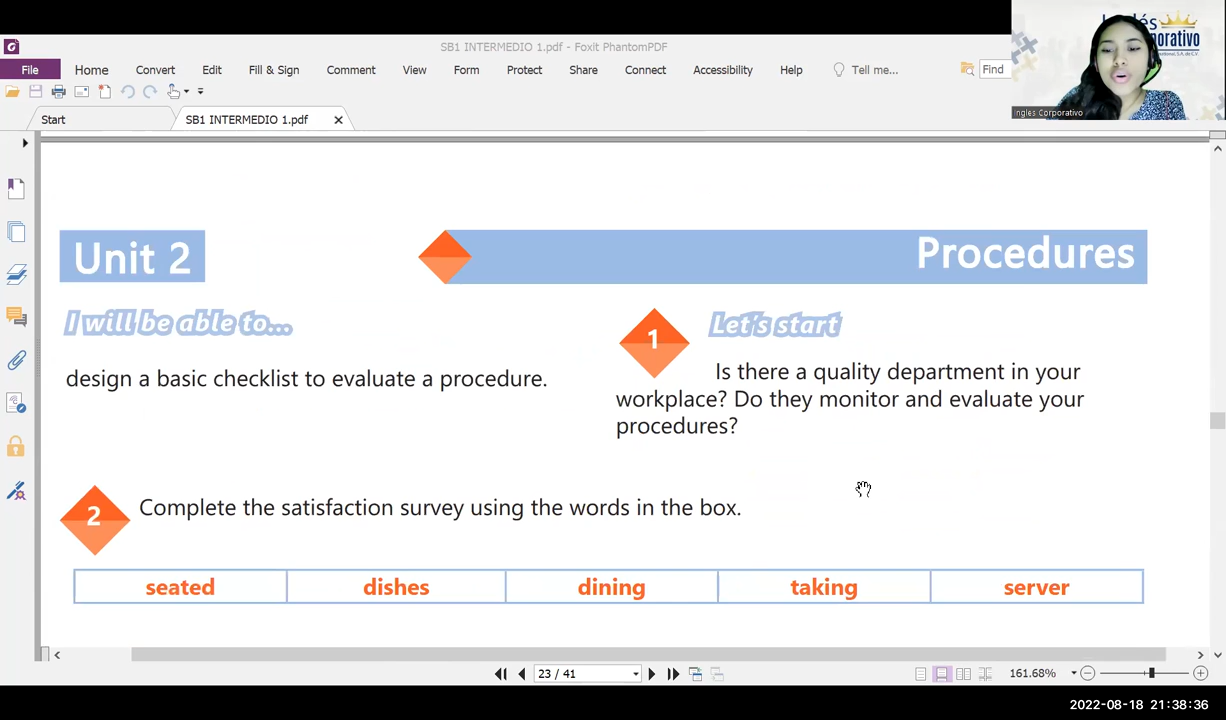 SB1 INTERMEDIO 1.pdf - Foxit PhantomPDF
File Home Convert Edit Fill & Sign Comment View Form Protect Share Connect Accessibility Help Tell me... Find
Start SB1 INTERMEDIO 1.pdf
Ingles Corporativo
Unit 2
Procedures
I will be able to...
design a basic checklist to evaluate a procedure.
1
Let's start
Is there a quality department in your
workplace? Do they monitor and evaluate your
procedures?
2
Complete the satisfaction survey using the words in the box.
seated dishes dining taking server
23 / 41
161.68%
2022-08-18 21:38:36